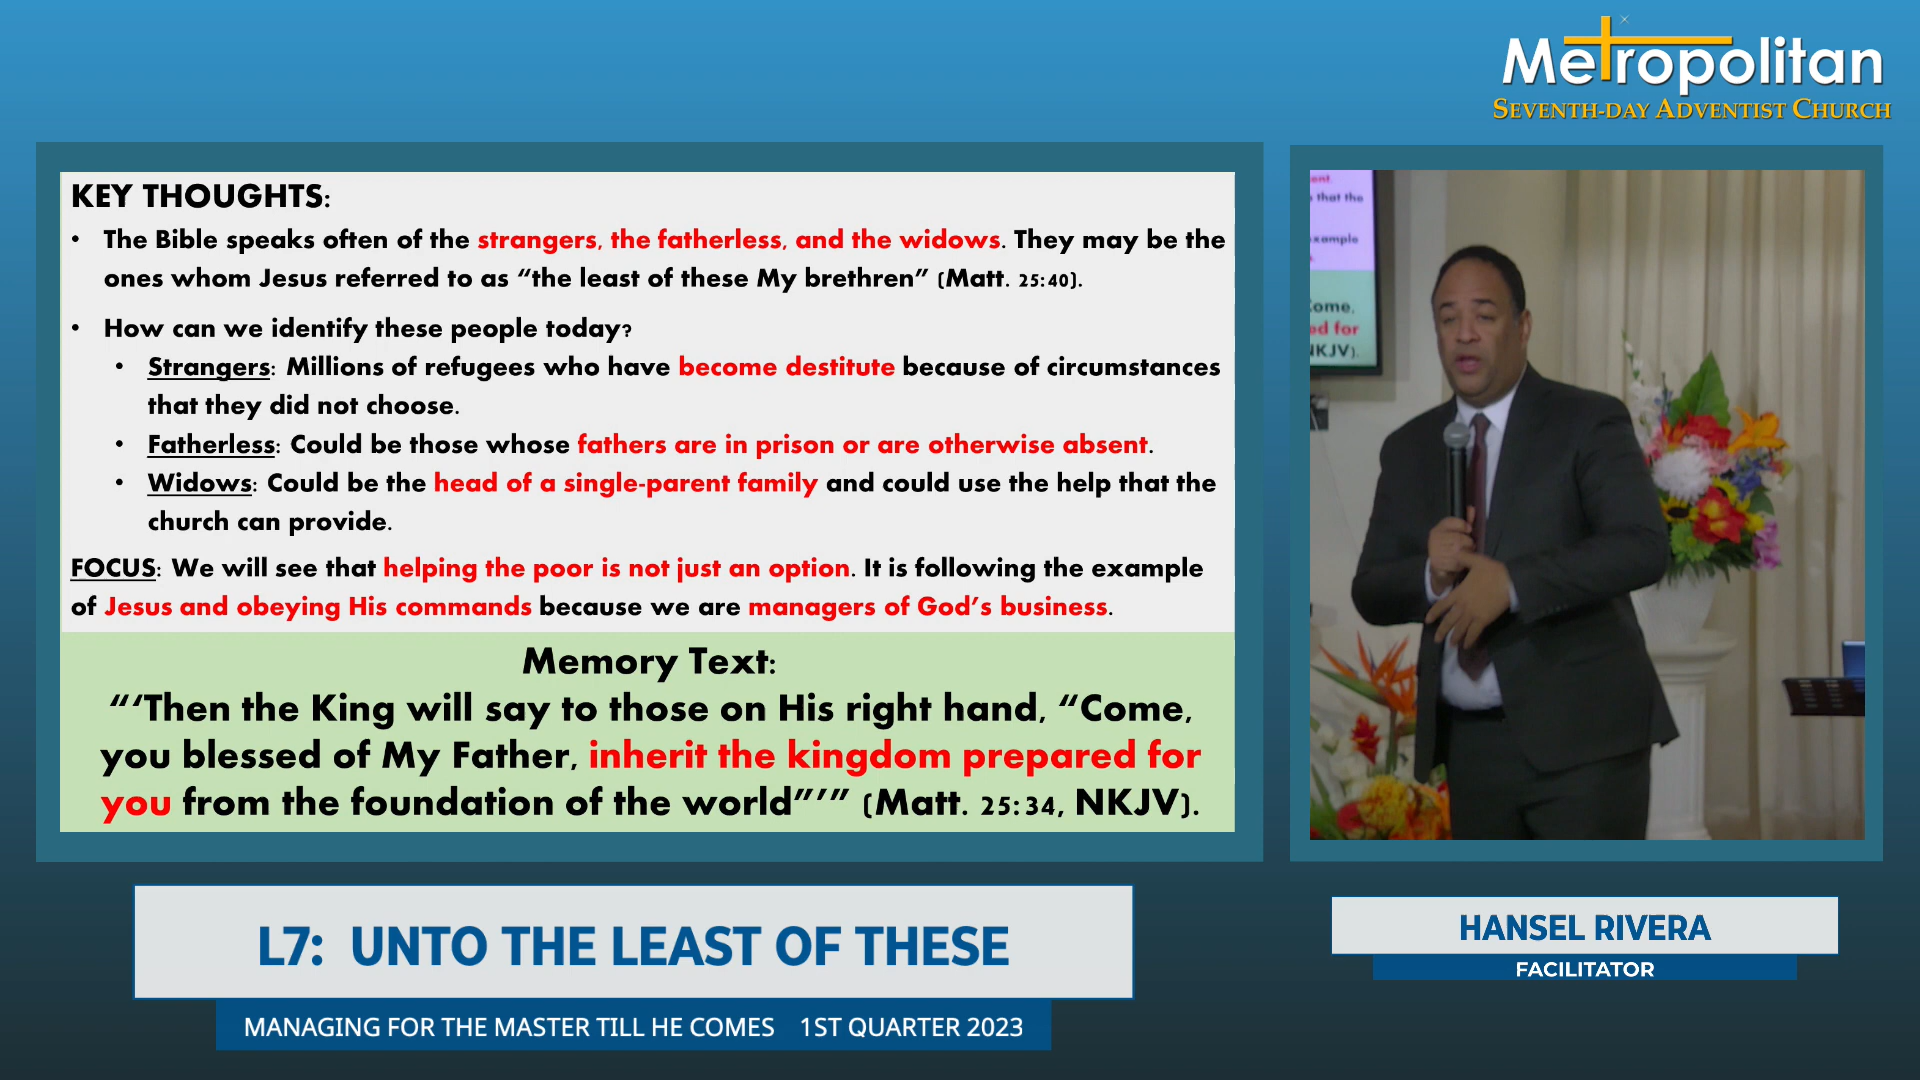 Metropolitan
SEVENTH-DAY ADVENTIST CHURCH
KEY THOUGHTS:
• The Bible speaks often of the strangers, the fatherless, and the widows. They may be the
ones whom Jesus referred to as “the least of these My brethren” (Matt. 25:40).
• How can we identify these people today?
• Strangers: Millions of refugees who have become destitute because of circumstances
that they did not choose.
• Fatherless: Could be those whose fathers are in prison or are otherwise absent.
• Widows: Could be the head of a single-parent family and could use the help that the
church can provide.
FOCUS: We will see that helping the poor is not just an option. It is following the example
of Jesus and obeying His commands because we are managers of God’s business.
Memory Text:
“‘Then the King will say to those on His right hand, “Come,
you blessed of My Father, inherit the kingdom prepared for
you from the foundation of the world”’” (Matt. 25:34, NKJV).
that the
ome,
ed for
NKJV).
L7: UNTO THE LEAST OF THESE
MANAGING FOR THE MASTER TILL HE COMES 1ST QUARTER 2023
HANSEL RIVERA
FACILITATOR